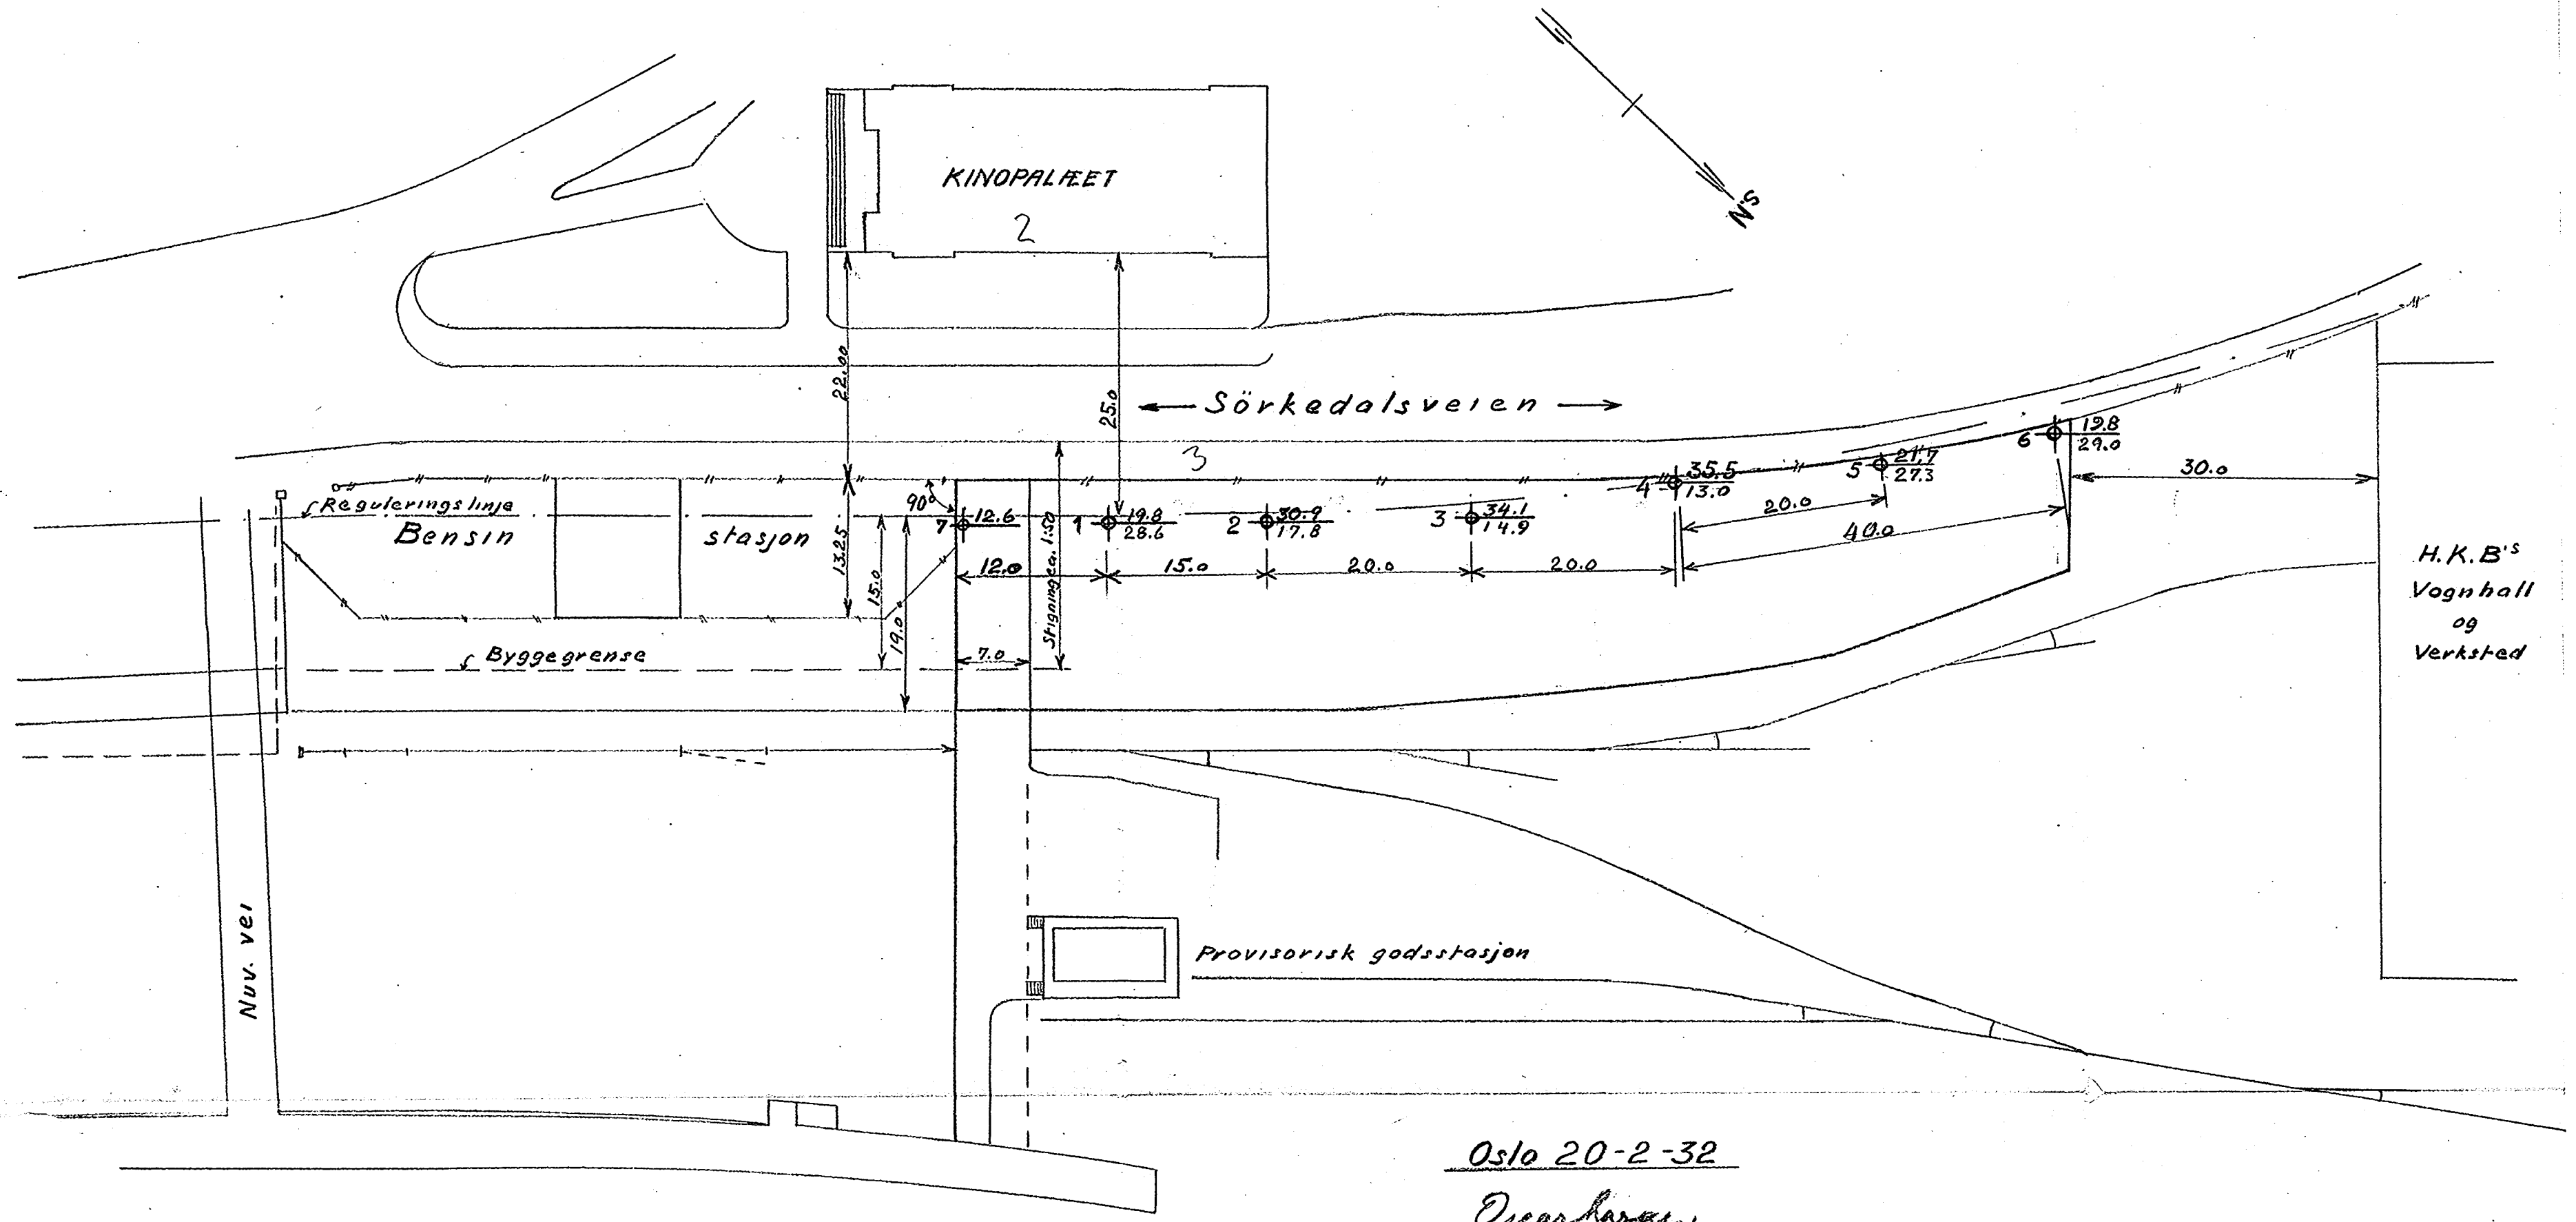 KINOPALÆET
2
NS
22.00
25.0
← Sörkedalsveien →
3
Reguleringslinje
Bensin stasjon
90°
13.25
15.0
19.0
Stigning ca. 1:50
7 12.6
1 19.8
28.6
2 30.9
17.8
3 34.1
14.9
4 35.5
13.0
5 21.7
27.3
6 19.8
29.0
30.0
20.0
40.0
12.0
15.0
20.0
20.0
7.0
Byggegrense
H.K.B's
Vognhall
og
Verksted
Nuv. vei
Provisorisk godsstasjon
Oslo 20-2-32